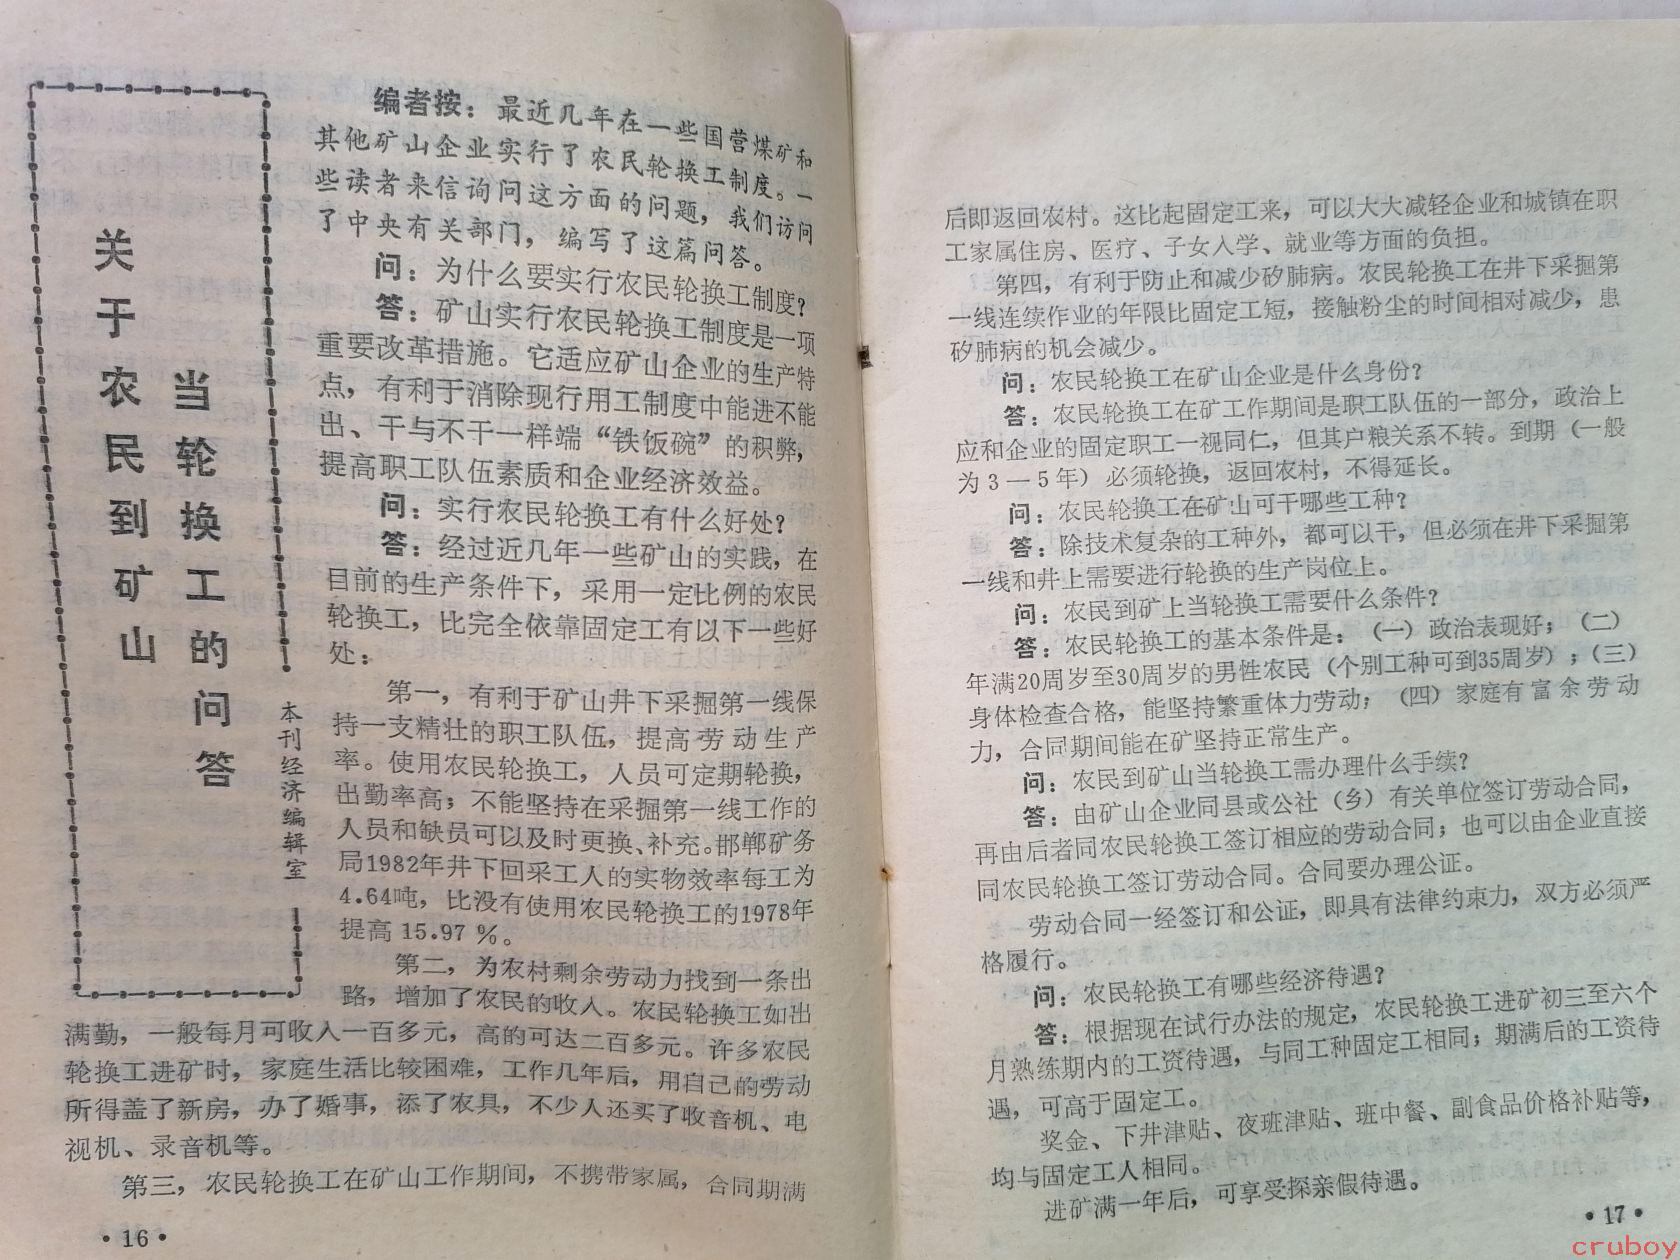 关于农民到矿山
当轮换工的问答
本刊经济编辑室
编者按：最近几年在一些国营煤矿和
其他矿山企业实行了农民轮换工制度。一
些读者来信询问这方面的问题，我们访问
了中央有关部门，编写了这篇问答。
问：为什么要实行农民轮换工制度？
答：矿山实行农民轮换工制度是一项
重要改革措施。它适应矿山企业的生产特
点，有利于消除现行用工制度中能进不能
出、干与不干一样端“铁饭碗”的积弊，
提高职工队伍素质和企业经济效益。
问：实行农民轮换工有什么好处？
答：经过近几年一些矿山的实践，在
目前的生产条件下，采用一定比例的农民
轮换工，比完全依靠固定工有以下一些好
处：
第一，有利于矿山井下采掘第一线保
持一支精壮的职工队伍，提高劳动生产
率。使用农民轮换工，人员可定期轮换，
出勤率高；不能坚持在采掘第一线工作的
人员和缺员可以及时更换、补充。邯郸矿务
局1982年井下回采工人的实物效率每工为
4.64吨，比没有使用农民轮换工的1978年
提高15.97％。
第二，为农村剩余劳动力找到一条出
路，增加了农民的收入。农民轮换工如出
满勤，一般每月可收入一百多元，高的可达二百多元。许多农民
轮换工进矿时，家庭生活比较困难，工作几年后，用自己的劳动
所得盖了新房，办了婚事，添了农具，不少人还买了收音机、电
视机、录音机等。
第三，农民轮换工在矿山工作期间，不携带家属，合同期满
·16·
后即返回农村。这比起固定工来，可以大大减轻企业和城镇在职
工家属住房、医疗、子女入学、就业等方面的负担。
第四，有利于防止和减少矽肺病。农民轮换工在井下采掘第
一线连续作业的年限比固定工短，接触粉尘的时间相对减少，患
矽肺病的机会减少。
问：农民轮换工在矿山企业是什么身份？
答：农民轮换工在矿工作期间是职工队伍的一部分，政治上
应和企业的固定职工一视同仁，但其户粮关系不转。到期（一般
为3—5年）必须轮换，返回农村，不得延长。
问：农民轮换工在矿山可干哪些工种？
答：除技术复杂的工种外，都可以干，但必须在井下采掘第
一线和井上需要进行轮换的生产岗位上。
问：农民到矿上当轮换工需要什么条件？
答：农民轮换工的基本条件是：（一）政治表现好；（二）
年满20周岁至30周岁的男性农民（个别工种可到35周岁）；（三）
身体检查合格，能坚持繁重体力劳动；（四）家庭有富余劳动
力，合同期间能在矿坚持正常生产。
问：农民到矿山当轮换工需办理什么手续？
答：由矿山企业同县或公社（乡）有关单位签订劳动合同，
再由后者同农民轮换工签订相应的劳动合同；也可以由企业直接
同农民轮换工签订劳动合同。合同要办理公证。
劳动合同一经签订和公证，即具有法律约束力，双方必须严
格履行。
问：农民轮换工有哪些经济待遇？
答：根据现在试行办法的规定，农民轮换工进矿初三至六个
月熟练期内的工资待遇，与同工种固定工相同；期满后的工资待
遇，可高于固定工。
奖金、下井津贴、夜班津贴、班中餐、副食品价格补贴等，
均与固定工人相同。
进矿满一年后，可享受探亲假待遇。
·17·
cruboy